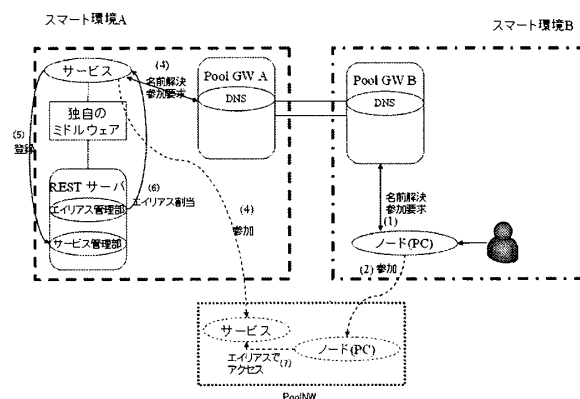 スマート環境A
スマート環境B
サービス
(4)
名前解決
参加要求
Pool GW A
DNS
Pool GW B
DNS
独自の
ミドルウェア
(5)
登録
REST サーバ
(6)
エイリアス管理部
エイリアス割当
サービス管理部
(4)
参加
名前解決
参加要求
(1)
ノード(PC)
(2) 参加
サービス
ノード(PC)
エイリアスで
アクセス
(7)
PoolNW